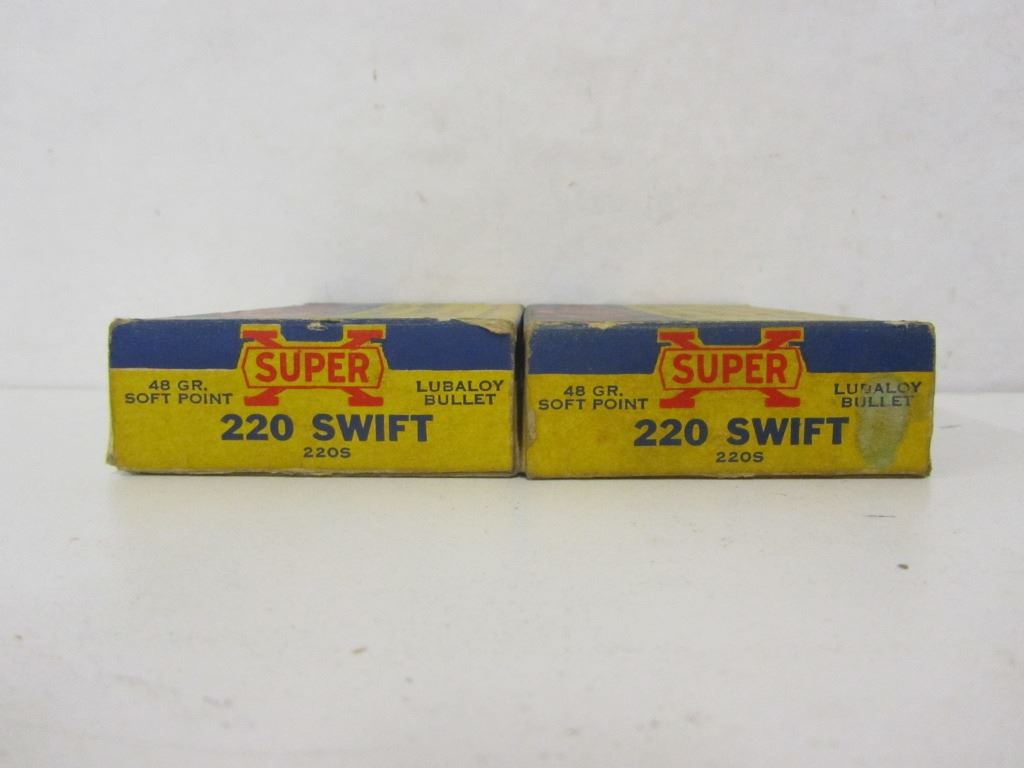 SUPER X
48 GR.
SOFT POINT
LUBALOY
BULLET
220 SWIFT
220S
SUPER X
48 GR.
SOFT POINT
LUBALOY
BULLET
220 SWIFT
220S